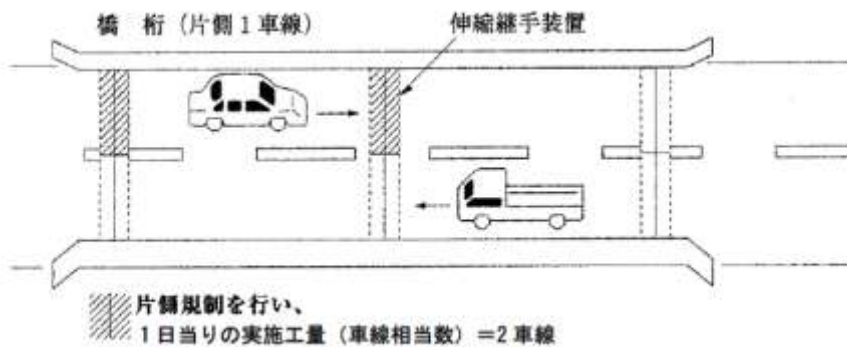 橋 桁（片側１車線）
伸縮継手装置
片側規制を行い、
１日当りの実施工量（車線相当数）＝２車線